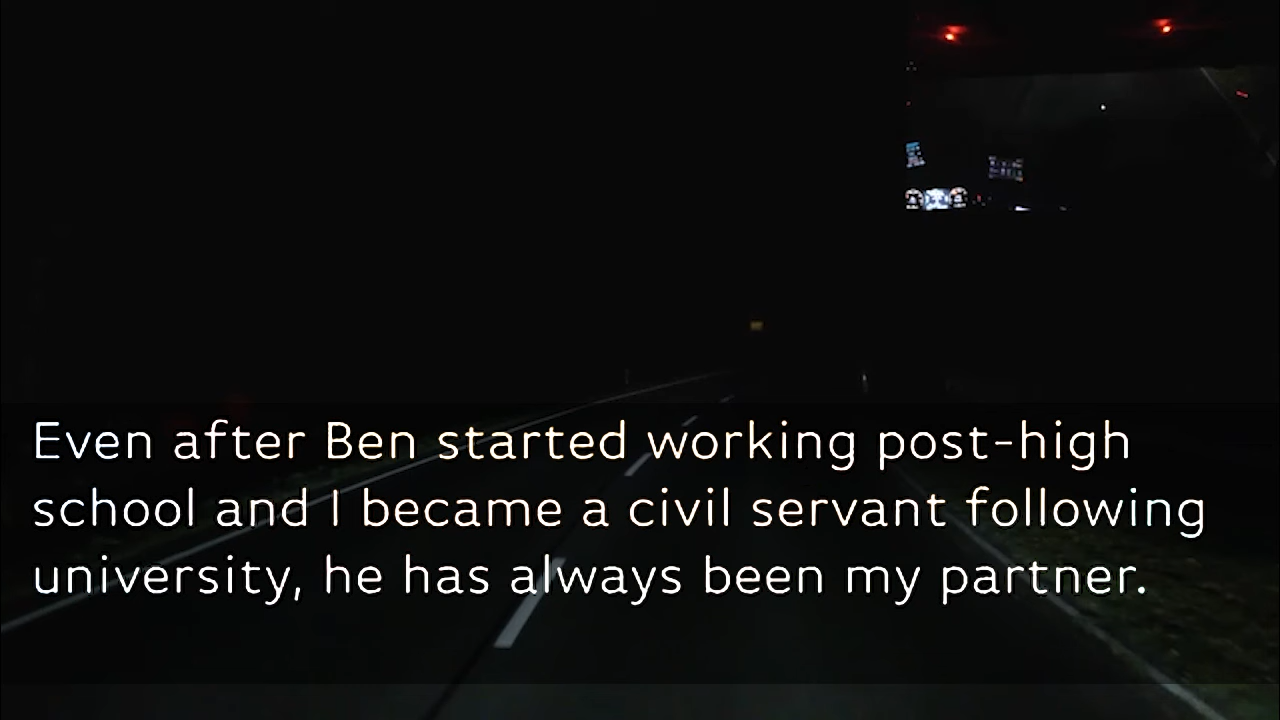 Even after Ben started working post-high
school and I became a civil servant following
university, he has always been my partner.